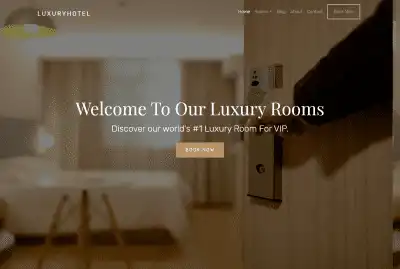 LUXURYHOTEL
Home Rooms Blog About Contact Book Now
Welcome To Our Luxury Rooms
Discover our world's #1 Luxury Room For VIP.
BOOK NOW